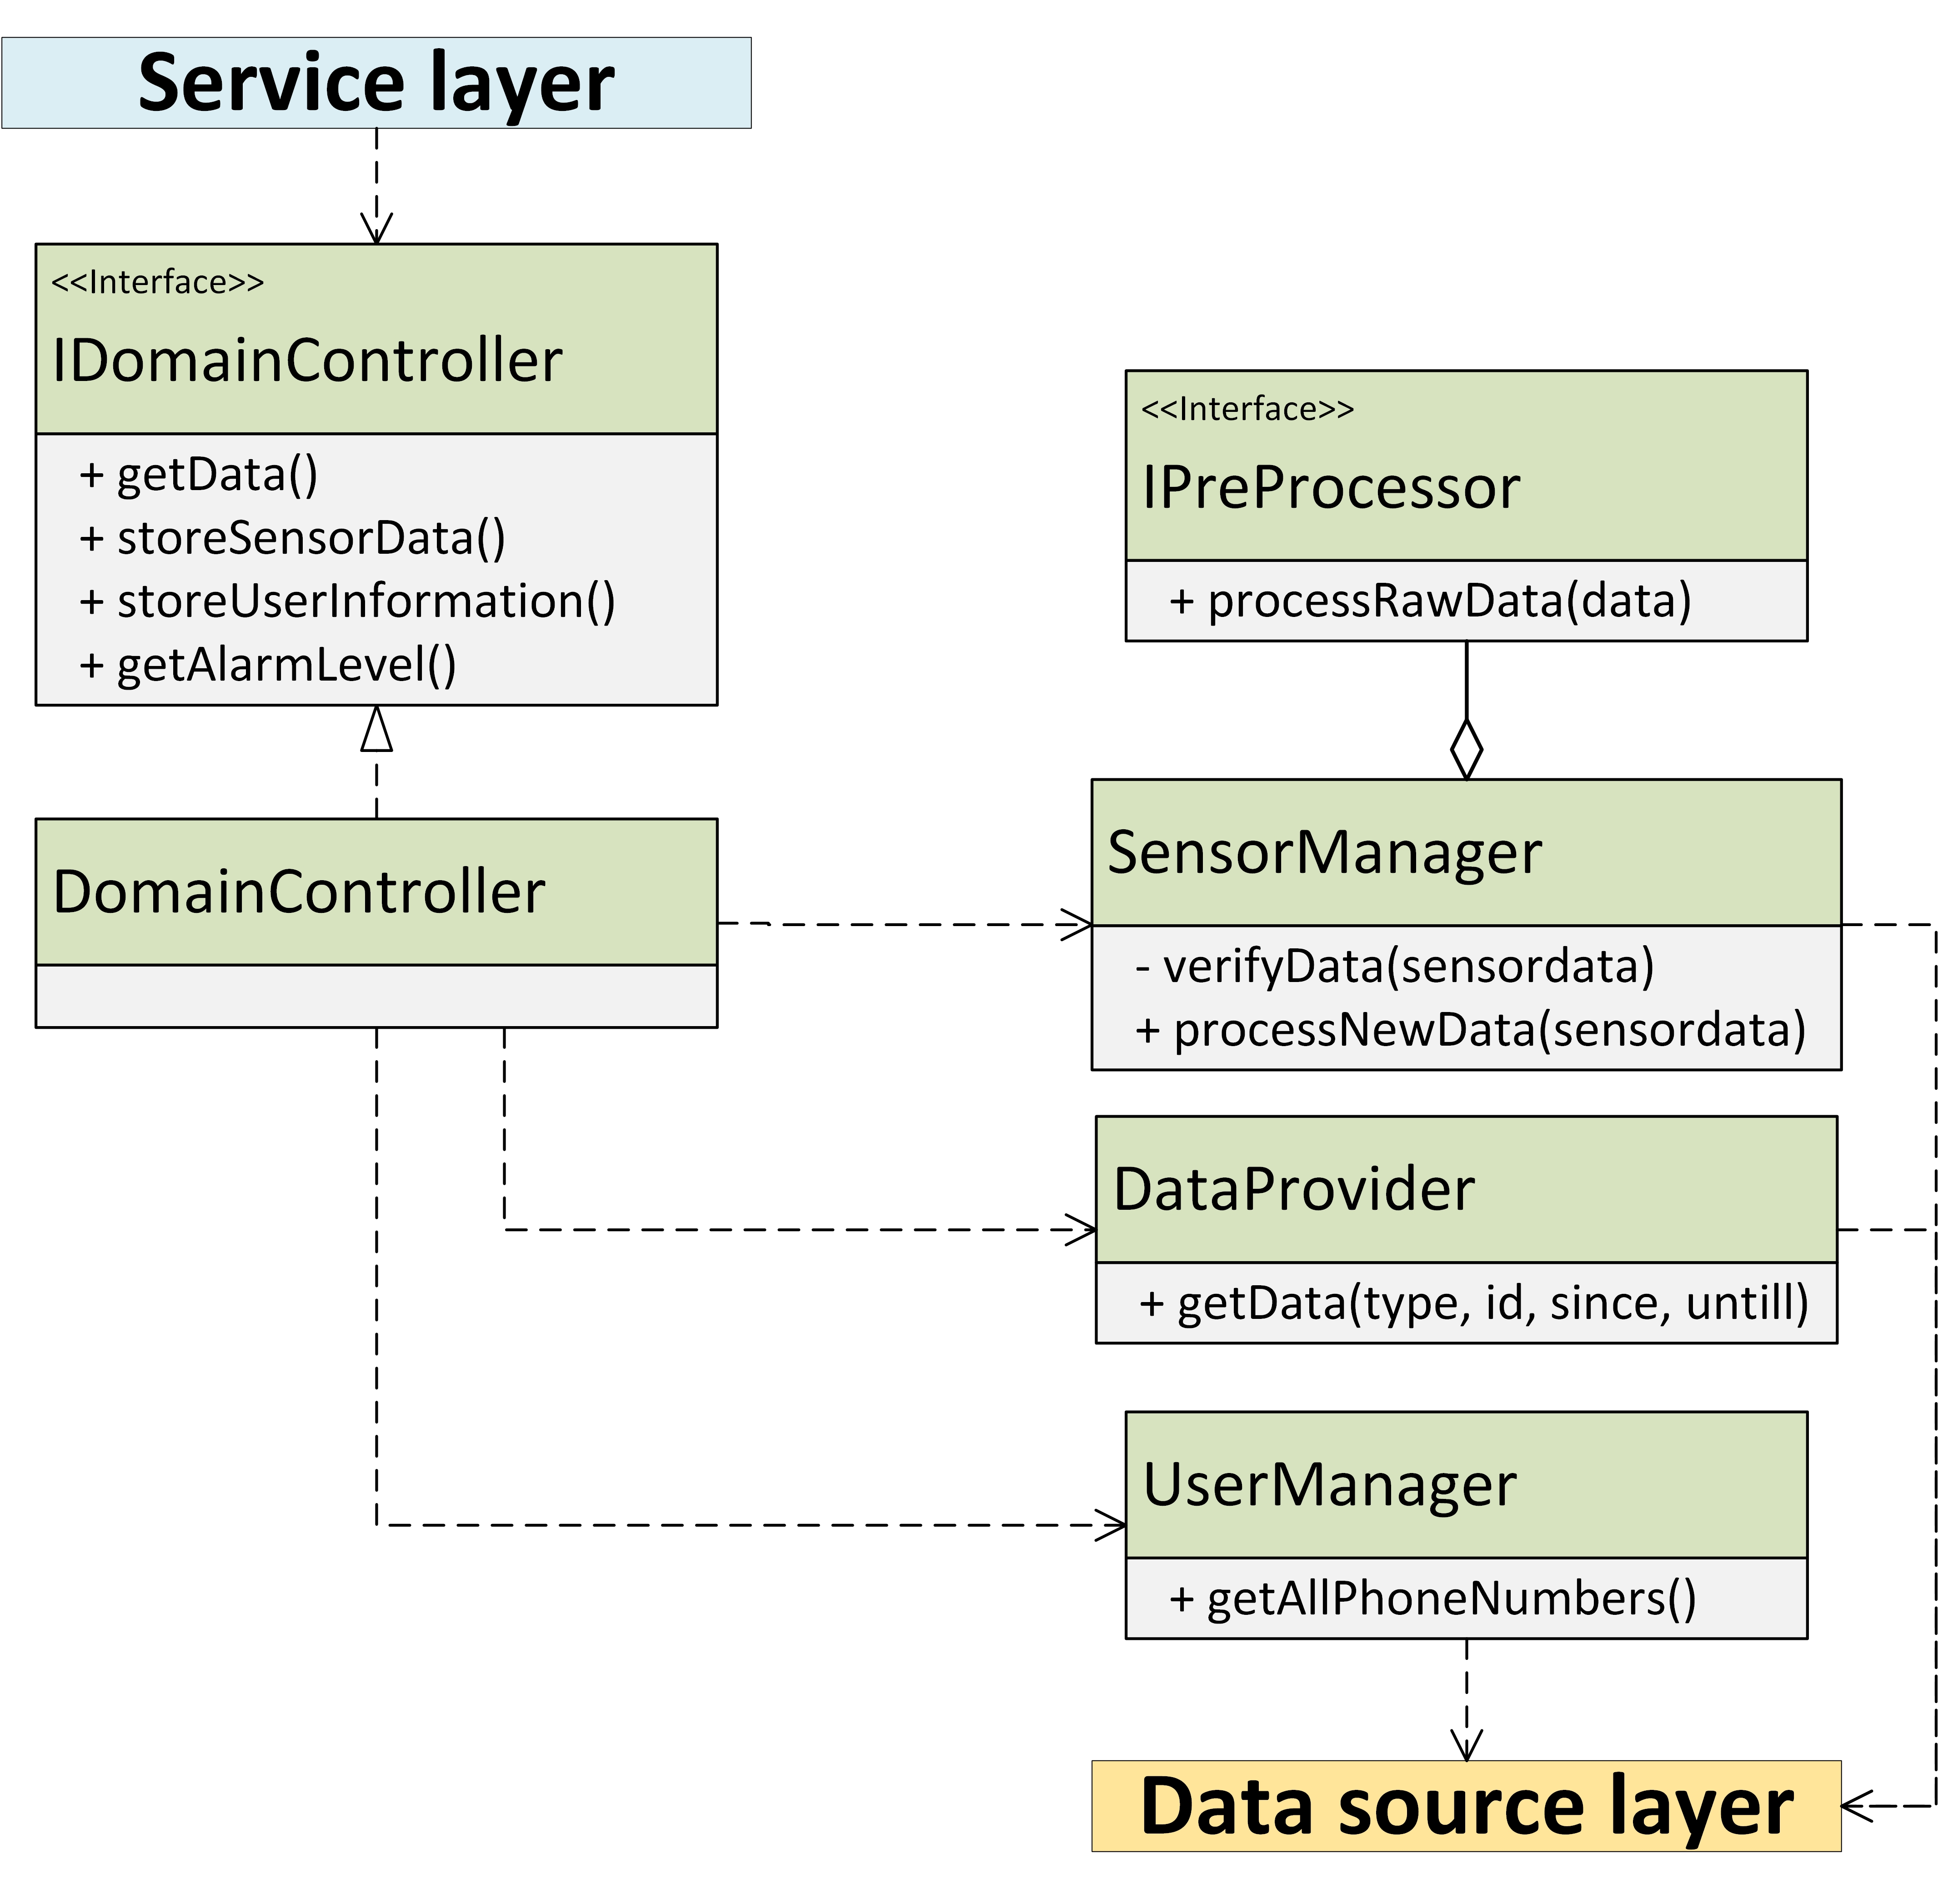 Service layer
<<Interface>>
IDomainController
+ getData()
+ storeSensorData()
+ storeUserInformation()
+ getAlarmLevel()
<<Interface>>
IPreProcessor
+ processRawData(data)
DomainController
SensorManager
- verifyData(sensordata)
+ processNewData(sensordata)
DataProvider
+ getData(type, id, since, untill)
UserManager
+ getAllPhoneNumbers()
Data source layer